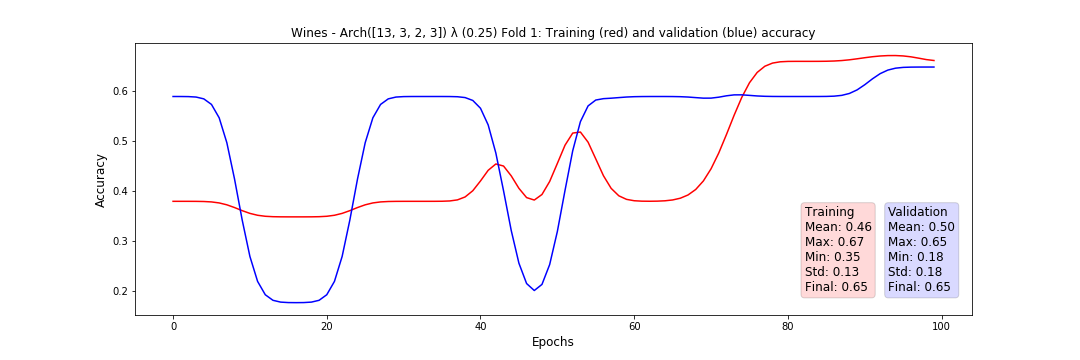 Wines - Arch([13, 3, 2, 3]) λ (0.25) Fold 1: Training (red) and validation (blue) accuracy
Accuracy
0.6
0.5
0.4
0.3
0.2
Training
Mean: 0.46
Max: 0.67
Min: 0.35
Std: 0.13
Final: 0.65
Validation
Mean: 0.50
Max: 0.65
Min: 0.18
Std: 0.18
Final: 0.65
0 20 40 60 80 100
Epochs